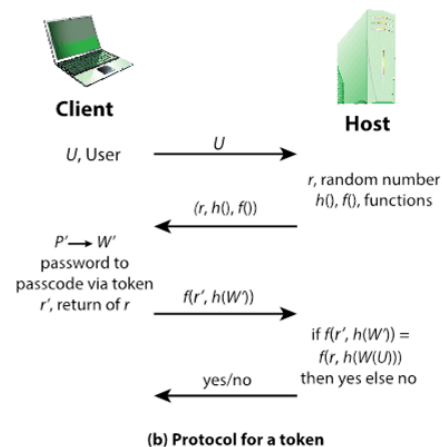 Client
Host
U, User
U
r, random number
h(), f(), functions
(r, h(), f())
P' → W'
password to
passcode via token
r', return of r
f(r', h(W'))
if f(r', h(W')) =
f(r, h(W(U)))
then yes else no
yes/no
(b) Protocol for a token